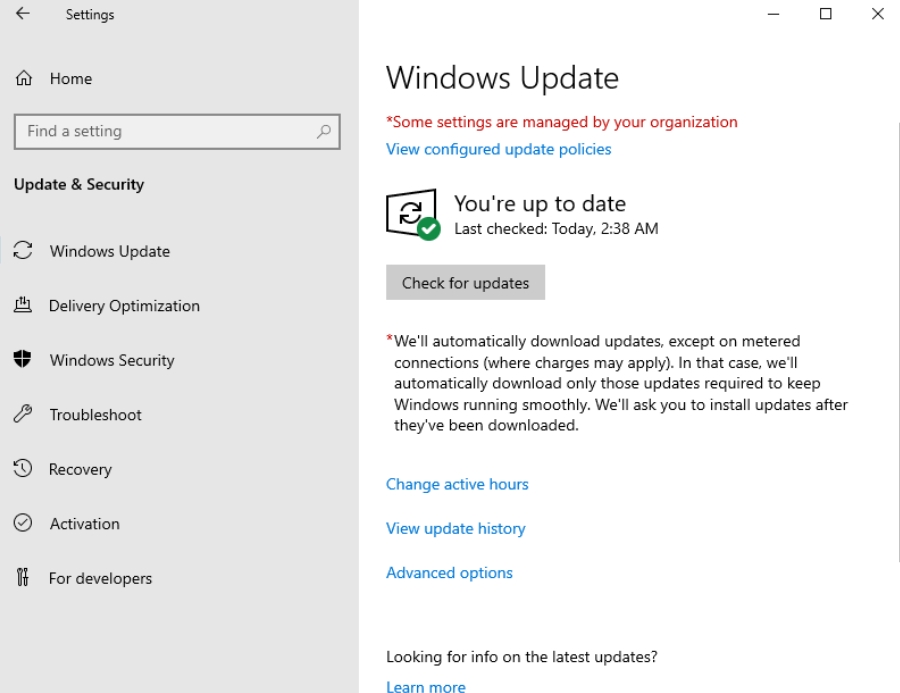 Settings
Home
Find a setting
Update & Security
Windows Update
Delivery Optimization
Windows Security
Troubleshoot
Recovery
Activation
For developers
Windows Update
*Some settings are managed by your organization
View configured update policies
You're up to date
Last checked: Today, 2:38 AM
Check for updates
*We'll automatically download updates, except on metered
connections (where charges may apply). In that case, we'll
automatically download only those updates required to keep
Windows running smoothly. We'll ask you to install updates after
they've been downloaded.
Change active hours
View update history
Advanced options
Looking for info on the latest updates?
Learn more